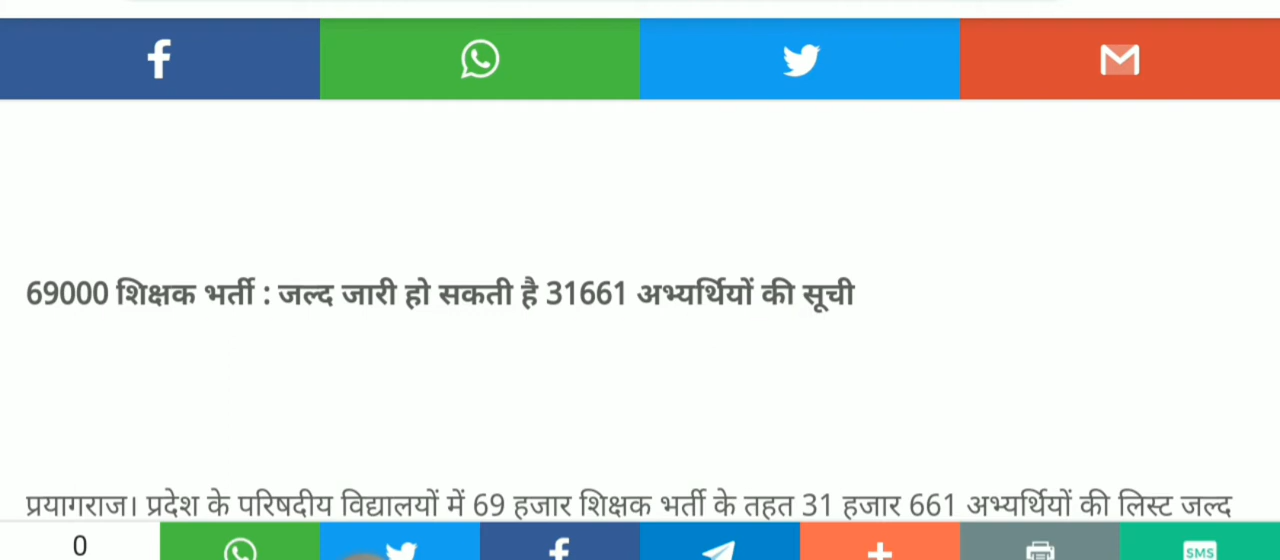 69000 शिक्षक भर्ती : जल्द जारी हो सकती है 31661 अभ्यर्थियों की सूची
प्रयागराज। प्रदेश के परिषदीय विद्यालयों में 69 हजार शिक्षक भर्ती के तहत 31 हजार 661 अभ्यर्थियों की लिस्ट जल्द
0
SMS